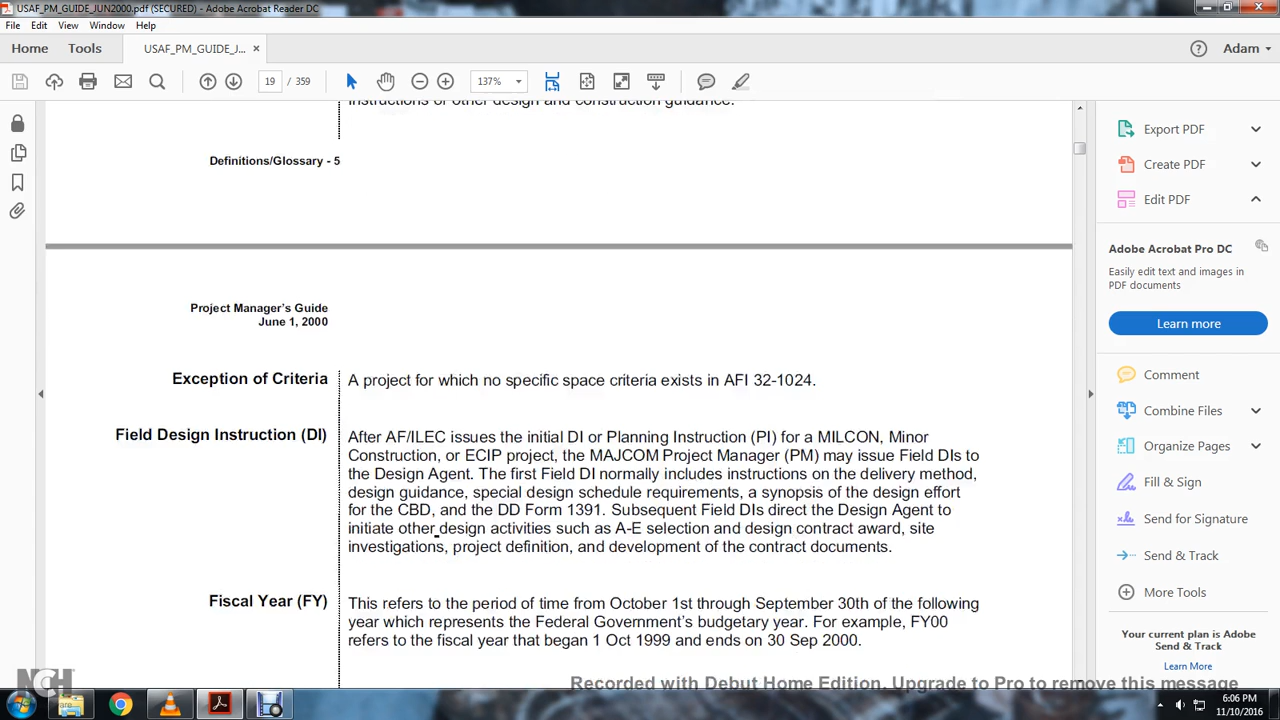 USAF_PM_GUIDE_JUN2000.pdf (SECURED) - Adobe Acrobat Reader DC
File Edit View Window Help
Home Tools USAF_PM_GUIDE_J... × Adam
19 / 359 137%
instructions or other design and construction guidance.
Definitions/Glossary - 5
Project Manager's Guide
June 1, 2000
Exception of Criteria A project for which no specific space criteria exists in AFI 32-1024.
Field Design Instruction (DI) After AF/ILEC issues the initial DI or Planning Instruction (PI) for a MILCON, Minor
Construction, or ECIP project, the MAJCOM Project Manager (PM) may issue Field DIs to
the Design Agent. The first Field DI normally includes instructions on the delivery method,
design guidance, special design schedule requirements, a synopsis of the design effort
for the CBD, and the DD Form 1391. Subsequent Field DIs direct the Design Agent to
initiate other design activities such as A-E selection and design contract award, site
investigations, project definition, and development of the contract documents.
Fiscal Year (FY) This refers to the period of time from October 1st through September 30th of the following
year which represents the Federal Government's budgetary year. For example, FY00
refers to the fiscal year that began 1 Oct 1999 and ends on 30 Sep 2000.
Export PDF
Create PDF
Edit PDF
Adobe Acrobat Pro DC
Easily edit text and images in
PDF documents
Learn more
Comment
Combine Files
Organize Pages
Fill & Sign
Send for Signature
Send & Track
More Tools
Your current plan is Adobe
Send & Track
Learn More
NCH
Recorded with Debut Home Edition. Upgrade to Pro to remove this message
6:06 PM
11/10/2016